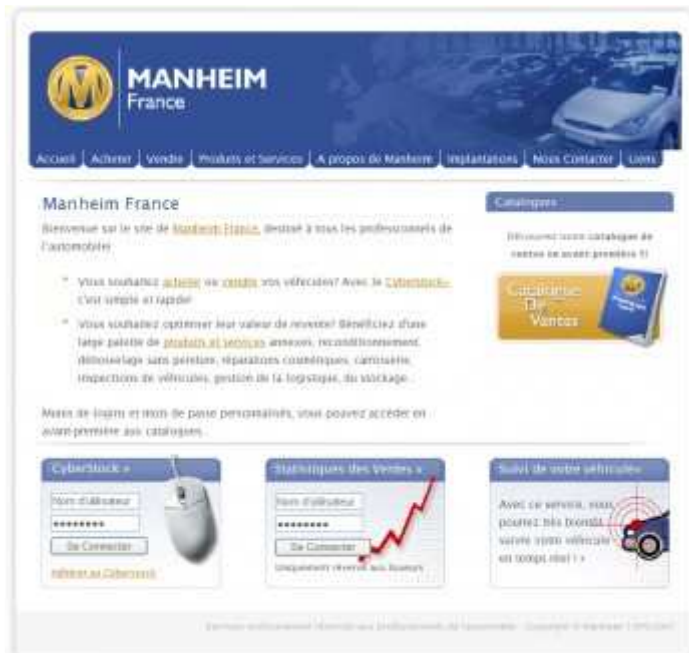 MANHEIM
France
Accueil Acheter Vendre Produits et Services A propos de Manheim Implantations Nous Contacter Liens
Manheim France
Bienvenue sur le site de Manheim France, destiné à tous les professionnels de
l'automobile!
Vous souhaitez acheter ou vendre vos véhicules? Avec le CyberStock»
c'est simple et rapide!
Vous souhaitez optimiser leur valeur de revente? Bénéficiez d'une
large palette de produits et services annexes, reconditionnement,
débosselage sans peinture, réparations cosmétiques, carrosserie,
inspections de véhicules, gestion de la logistique, du stockage
de logins et mots de passe personnalisés, vous pouvez accéder en
avant-première aux catalogues
Catalogues
Découvrez notre catalogue de
ventes en avant première !!
Catalogue
De
Ventes
CyberStock »
Nom d'utilisateur
Se Connecter
Adhérer au CyberStock
Statistiques des Ventes »
Nom d'utilisateur
Se Connecter
Uniquement réservé aux loueurs
Suivi de votre véhicule»
Avec ce service, vous
pourrez très bientôt
suivre votre véhicule
en temps réel ! »